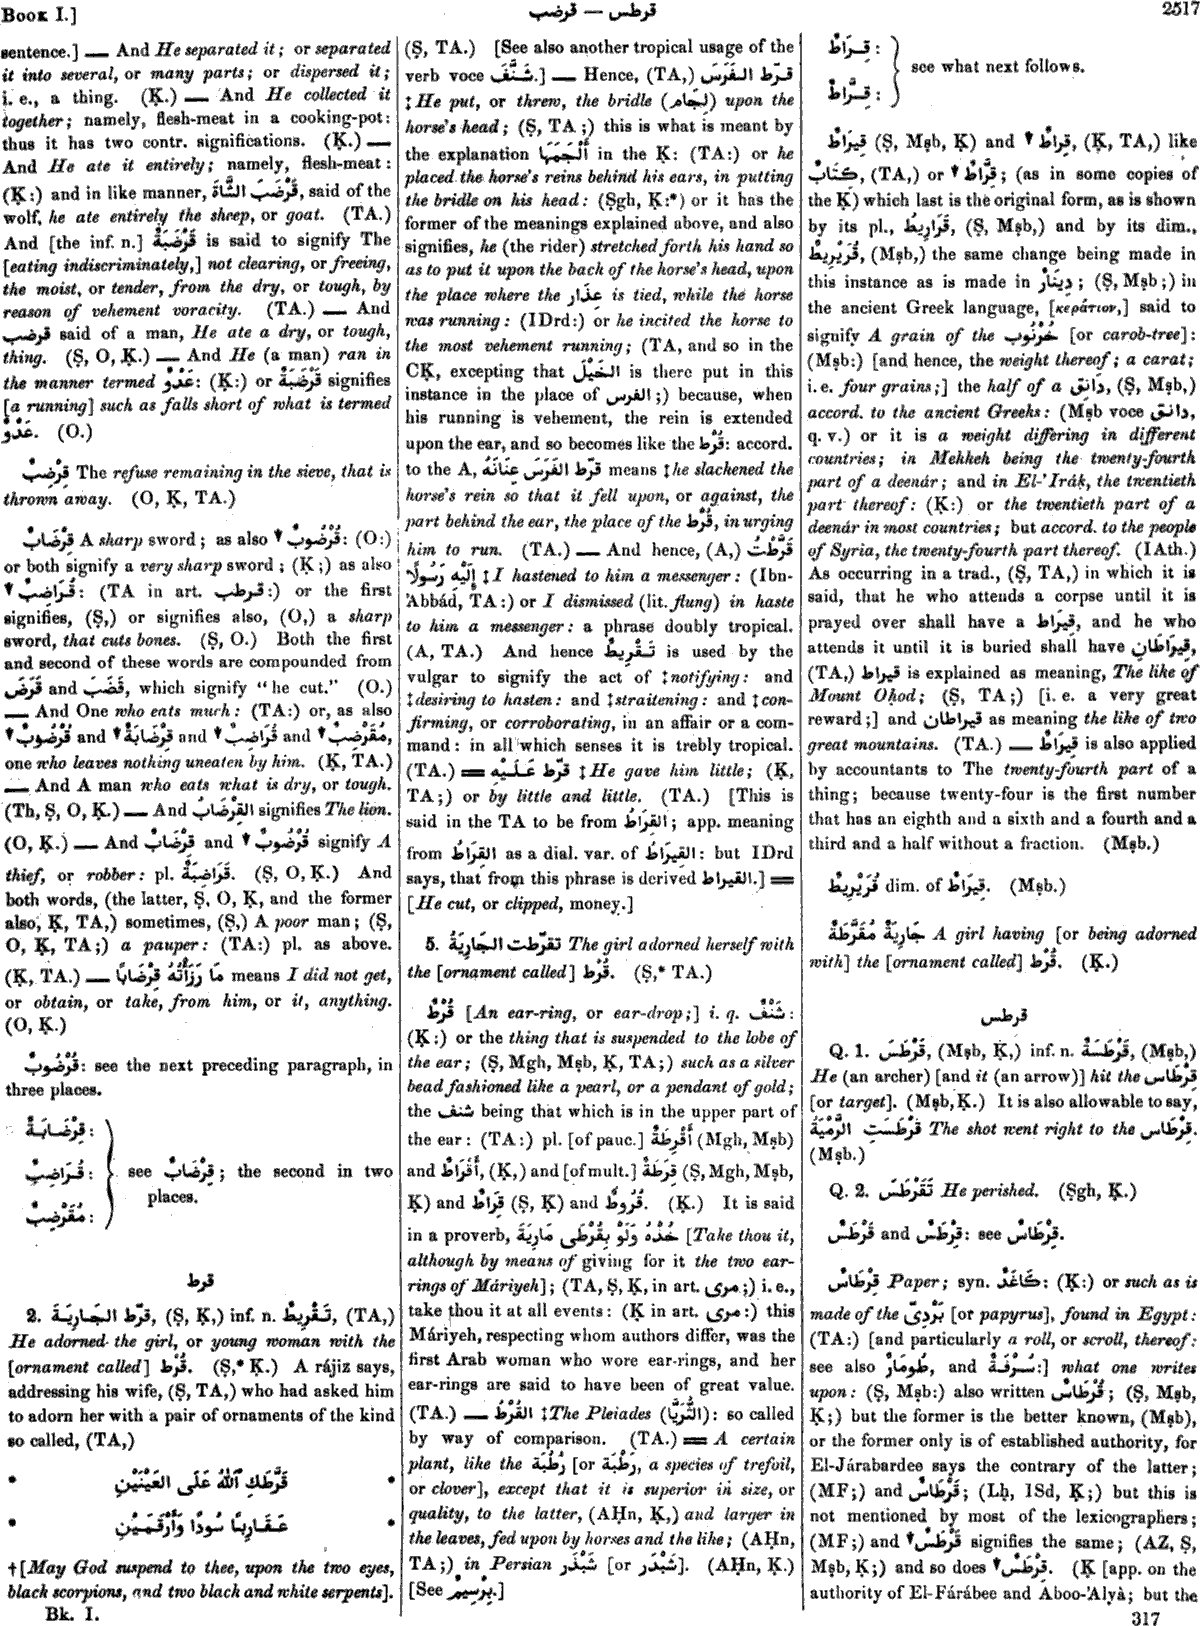 Book I.]
قرطس — قرضب
2517
sentence.] — And He separated it; or separated
it into several, or many parts; or dispersed it;
i. e., a thing. (Ḳ.) — And He collected it
together; namely, flesh-meat in a cooking-pot:
thus it has two contr. significations. (Ḳ.) —
And He ate it entirely; namely, flesh-meat:
(Ḳ:) and in like manner, قَرْضَبَ الشَّاةَ, said of the
wolf, he ate entirely the sheep, or goat. (TA.)
And [the inf. n.] قَرْضَبَةٌ is said to signify The
[eating indiscriminately,] not clearing, or freeing,
the moist, or tender, from the dry, or tough, by
reason of vehement voracity. (TA.) — And
قرضب said of a man, He ate a dry, or tough,
thing. (Ṣ, O, Ḳ.) — And He (a man) ran in
the manner termed عَدْوٌ: (Ḳ:) or قَرْضَبَةٌ signifies
[a running] such as falls short of what is termed
عَدْوٌ. (O.)
قِرْضِبٌ The refuse remaining in the sieve, that is
thrown away. (O, Ḳ, TA.)
قِرْضَابٌ A sharp sword; as also ▼ قُرْضُوبٌ: (O:)
or both signify a very sharp sword; (Ḳ;) as also
▼ قُرَاضِبٌ: (TA in art. قرطب:) or the first
signifies, (Ṣ,) or signifies also, (O,) a sharp
sword, that cuts bones. (Ṣ, O.) Both the first
and second of these words are compounded from
قَرَضَ and قَضَبَ, which signify "he cut." (O.)
— And One who eats much: (TA:) or, as also
▼ قُرْضُوبٌ and ▼ قِرْضَابَةٌ and ▼ قُرَاضِبٌ and ▼ مُقَرْضِبٌ,
one who leaves nothing uneaten by him. (Ḳ, TA.)
— And A man who eats what is dry, or tough.
(Th, Ṣ, O, Ḳ.) — And القِرْضَابُ signifies The lion.
(O, Ḳ.) — And قِرْضَابٌ and ▼ قُرْضُوبٌ signify A
thief, or robber: pl. قَرَاضِبَةٌ. (Ṣ, O, Ḳ.) And
both words, (the latter, Ṣ, O, Ḳ, and the former
also, Ḳ, TA,) sometimes, (Ṣ,) A poor man; (Ṣ,
O, Ḳ, TA;) a pauper: (TA:) pl. as above.
(Ḳ, TA.) — مَا رَزَأْتُهُ قِرْضَابًا means I did not get,
or obtain, or take, from him, or it, anything.
(O, Ḳ.)
قُرْضُوبٌ: see the next preceding paragraph, in
three places.
قِرْضَابَةٌ:
قُرَاضِبٌ: see قِرْضَابٌ; the second in two
places.
مُقَرْضِبٌ:
قرط
2. قرّط الجَارِيَةَ, (Ṣ, Ḳ,) inf. n. تَقْرِيطٌ, (TA,)
He adorned the girl, or young woman with the
[ornament called] قُرْط. (Ṣ,* Ḳ.) A rájiz says,
addressing his wife, (Ṣ, TA,) who had asked him
to adorn her with a pair of ornaments of the kind
so called, (TA,)
* قَرَّطَكِ ٱللّٰهُ عَلَى العَيْنَيْنِ *
* عَقَارِبًا سُودًا وَأَرْقَمَيْنِ *
†[May God suspend to thee, upon the two eyes,
black scorpions, and two black and white serpents].
Bk. I.
(Ṣ, TA.) [See also another tropical usage of the
verb voce شَنَّفَ.] — Hence, (TA,) قرّط الفَرَسَ
‡He put, or threw, the bridle (لِجَام) upon the
horse's head; (Ṣ, TA;) this is what is meant by
the explanation أَلْجَمَهَا in the Ḳ: (TA:) or he
placed the horse's reins behind his ears, in putting
the bridle on his head: (Ṣgh, Ḳ:*) or it has the
former of the meanings explained above, and also
signifies, he (the rider) stretched forth his hand so
as to put it upon the back of the horse's head, upon
the place where the عِذَار is tied, while the horse
was running: (IDrd:) or he incited the horse to
the most vehement running; (TA, and so in the
CḲ, excepting that الخَيْلَ is there put in this
instance in the place of الفرس;) because, when
his running is vehement, the rein is extended
upon the ear, and so becomes like the قُرْط: accord.
to the A, قرّط الفَرَسَ عِنَانَهُ means ‡he slackened the
horse's rein so that it fell upon, or against, the
part behind the ear, the place of the قُرْط, in urging
him to run. (TA.) — And hence, (A,) قَرَّطْتُ
إِلَيْهِ رَسُولًا ‡I hastened to him a messenger: (Ibn-
'Abbád, TA:) or I dismissed (lit. flung) in haste
to him a messenger: a phrase doubly tropical.
(A, TA.) And hence تَقْرِيطٌ is used by the
vulgar to signify the act of ‡notifying: and
‡desiring to hasten: and ‡straitening: and ‡con-
firming, or corroborating, in an affair or a com-
mand: in all which senses it is trebly tropical.
(TA.) = قرّط عَلَيْهِ ‡He gave him little; (Ḳ,
TA;) or by little and little. (TA.) [This is
said in the TA to be from القِرَاطُ; app. meaning
from القِرَاطُ as a dial. var. of القِيرَاطُ: but IDrd
says, that from this phrase is derived القيراط.] =
[He cut, or clipped, money.]
5. تقرّطت الجَارِيَةُ The girl adorned herself with
the [ornament called] قُرْط. (Ṣ,* TA.)
قُرْطٌ [An ear-ring, or ear-drop;] i. q. شَنْفٌ:
(Ḳ:) or the thing that is suspended to the lobe of
the ear; (Ṣ, Mgh, Mṣb, Ḳ, TA;) such as a silver
bead fashioned like a pearl, or a pendant of gold;
the شنف being that which is in the upper part of
the ear: (TA:) pl. [of pauc.] أَقْرِطَةٌ (Mgh, Mṣb)
and أَقْرَاطٌ, (Ḳ,) and [of mult.] قِرَطَةٌ (Ṣ, Mgh, Mṣb,
Ḳ) and قِرَاطٌ (Ṣ, Ḳ) and قُرُوطٌ. (Ḳ.) It is said
in a proverb, خُذْهُ وَلَوْ بِقُرْطَىْ مَارِيَةَ [Take thou it,
although by means of giving for it the two ear-
rings of Máriyeh]; (TA, Ṣ, Ḳ, in art. مرى;) i. e.,
take thou it at all events: (Ḳ in art. مرى:) this
Máriyeh, respecting whom authors differ, was the
first Arab woman who wore ear-rings, and her
ear-rings are said to have been of great value.
(TA.) — القُرْطُ ‡The Pleiades (الثُّرَيَّا): so called
by way of comparison. (TA.) = A certain
plant, like the رُطْبَة [or رَطْبَة, a species of trefoil,
or clover], except that it is superior in size, or
quality, to the latter, (AḤn, Ḳ,) and larger in
the leaves, fed upon by horses and the like; (AḤn,
TA;) in Persian شَبْذَر [or شَبْدَر]. (AḤn, Ḳ.)
[See بِرْسِيمٌ.]
قِرَاطٌ:
see what next follows.
قِرَّاطٌ:
قِيرَاطٌ (Ṣ, Mṣb, Ḳ) and ▼ قِرَاطٌ, (Ḳ, TA,) like
كِتَابٌ, (TA,) or ▼ قِرَّاطٌ; (as in some copies of
the Ḳ) which last is the original form, as is shown
by its pl., قَرَارِيطُ, (Ṣ, Mṣb,) and by its dim.,
قُرَيْرِيطٌ, (Mṣb,) the same change being made in
this instance as is made in دِينَارٌ; (Ṣ, Mṣb;) in
the ancient Greek language, [κεράτιον,] said to
signify A grain of the خُرْنُوب [or carob-tree]:
(Mṣb:) [and hence, the weight thereof; a carat;
i. e. four grains;] the half of a دَانِق, (Ṣ, Mṣb,)
accord. to the ancient Greeks: (Mṣb voce دانق,
q. v.) or it is a weight differing in different
countries; in Mekkeh being the twenty-fourth
part of a deenár; and in El-'Iráḳ, the twentieth
part thereof: (Ḳ:) or the twentieth part of a
deenár in most countries; but accord. to the people
of Syria, the twenty-fourth part thereof. (IAth.)
As occurring in a trad., (Ṣ, TA,) in which it is
said, that he who attends a corpse until it is
prayed over shall have a قِيرَاط, and he who
attends it until it is buried shall have قِيرَاطَانِ,
(TA,) قيراط is explained as meaning, The like of
Mount Oḥod; (Ṣ, TA;) [i. e. a very great
reward;] and قيراطان as meaning the like of two
great mountains. (TA.) — قِيرَاطٌ is also applied
by accountants to The twenty-fourth part of a
thing; because twenty-four is the first number
that has an eighth and a sixth and a fourth and a
third and a half without a fraction. (Mṣb.)
قُرَيْرِيطٌ dim. of قِيرَاطٌ. (Mṣb.)
جَارِيَةٌ مُقَرَّطَةٌ A girl having [or being adorned
with] the [ornament called] قُرْط. (Ḳ.)
قرطس
Q. 1. قَرْطَسَ, (Mṣb, Ḳ,) inf. n. قَرْطَسَةٌ, (Mṣb,)
He (an archer) [and it (an arrow)] hit the قِرْطَاس
[or target]. (Mṣb, Ḳ.) It is also allowable to say,
قَرْطَسَتِ الرَّمْيَةُ The shot went right to the قِرْطَاس.
(Mṣb.)
Q. 2. تَقَرْطَسَ He perished. (Ṣgh, Ḳ.)
قَرْطَسٌ and قِرْطَسٌ: see قِرْطَاسٌ.
قِرْطَاسٌ Paper; syn. كَاغَدٌ: (Ḳ:) or such as is
made of the بَرْدِىّ [or papyrus], found in Egypt:
(TA:) [and particularly a roll, or scroll, thereof:
see also طُومَارٌ, and سُرْفَةٌ:] what one writes
upon: (Ṣ, Mṣb:) also written قُرْطَاسٌ; (Ṣ, Mṣb,
Ḳ;) but the former is the better known, (Mṣb),
or the former only is of established authority, for
El-Járabardee says the contrary of the latter;
(MF;) and قَرْطَاسٌ; (Lḥ, ISd, Ḳ;) but this is
not mentioned by most of the lexicographers;
(MF;) and ▼ قَرْطَسٌ signifies the same; (AZ, Ṣ,
Mṣb, Ḳ;) and so does ▼ قِرْطَسٌ. (Ḳ [app. on the
authority of El-Fárábee and Aboo-'Alyà; but the
317